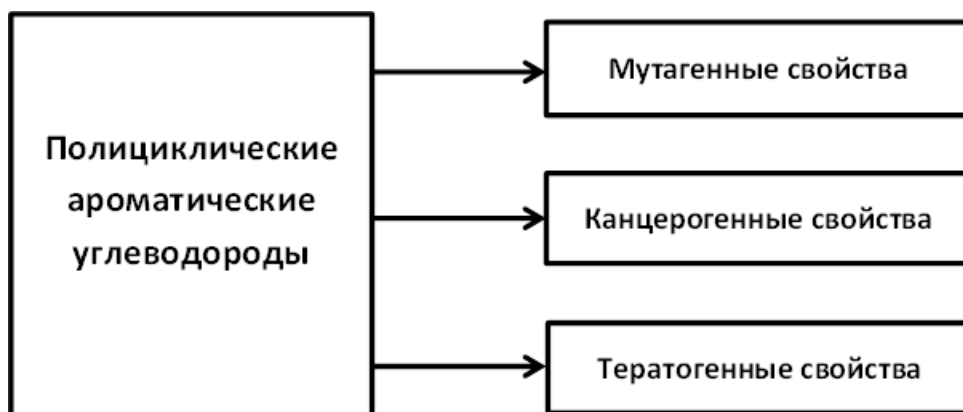 Полициклические
ароматические
углеводороды
Мутагенные свойства
Канцерогенные свойства
Тератогенные свойства